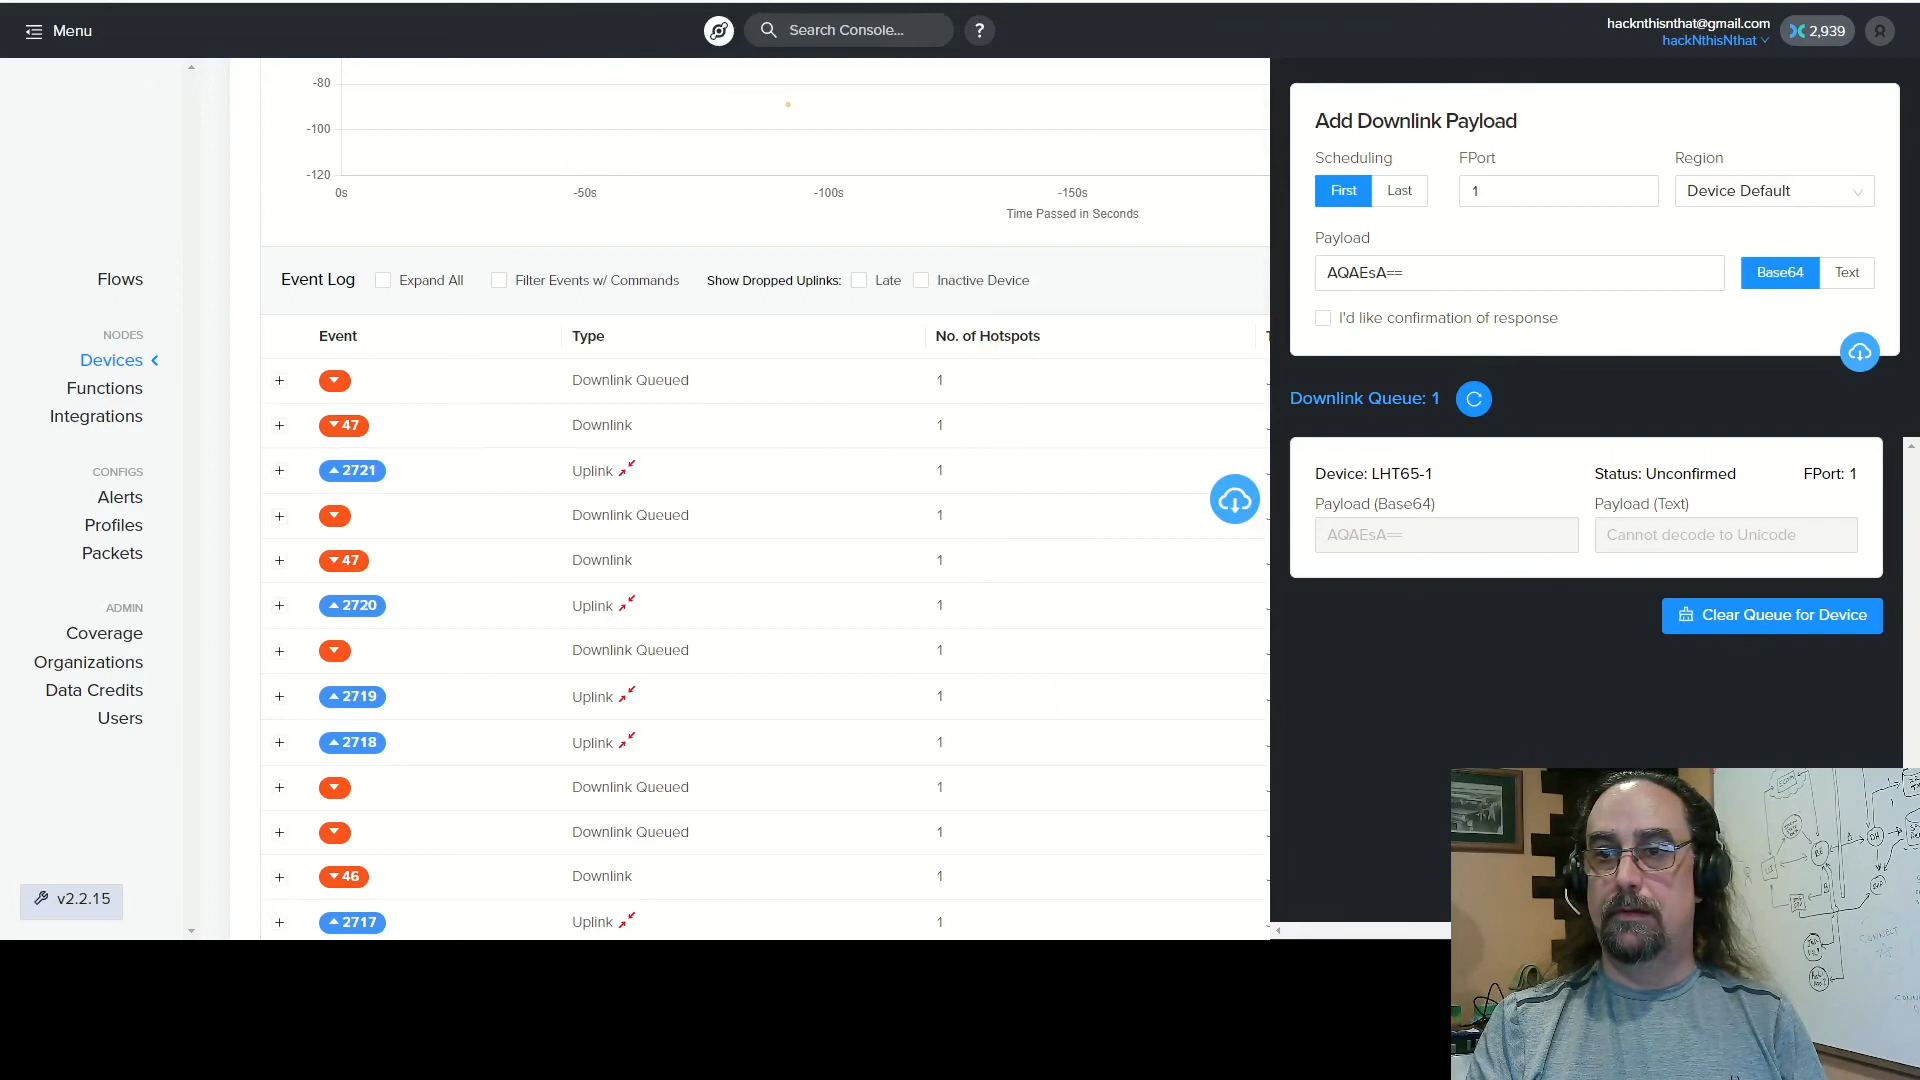 Menu
Search Console...
?
hacknthisnthat@gmail.com
hackNthisNthat
2,939
-80
-100
-120
0s -50s -100s -150s
Time Passed in Seconds
Flows
NODES
Devices
Functions
Integrations
CONFIGS
Alerts
Profiles
Packets
ADMIN
Coverage
Organizations
Data Credits
Users
v2.2.15
Event Log Expand All Filter Events w/ Commands Show Dropped Uplinks: Late Inactive Device
Event Type No. of Hotspots
+ Downlink Queued 1
+ 47 Downlink 1
+ 2721 Uplink 1
+ Downlink Queued 1
+ 47 Downlink 1
+ 2720 Uplink 1
+ Downlink Queued 1
+ 2719 Uplink 1
+ 2718 Uplink 1
+ Downlink Queued 1
+ Downlink Queued 1
+ 46 Downlink 1
+ 2717 Uplink 1
Add Downlink Payload
Scheduling FPort Region
First Last 1 Device Default
Payload
AQAEsA== Base64 Text
I'd like confirmation of response
Downlink Queue: 1
Device: LHT65-1 Status: Unconfirmed FPort: 1
Payload (Base64) Payload (Text)
AQAEsA== Cannot decode to Unicode
Clear Queue for Device
CONNECT